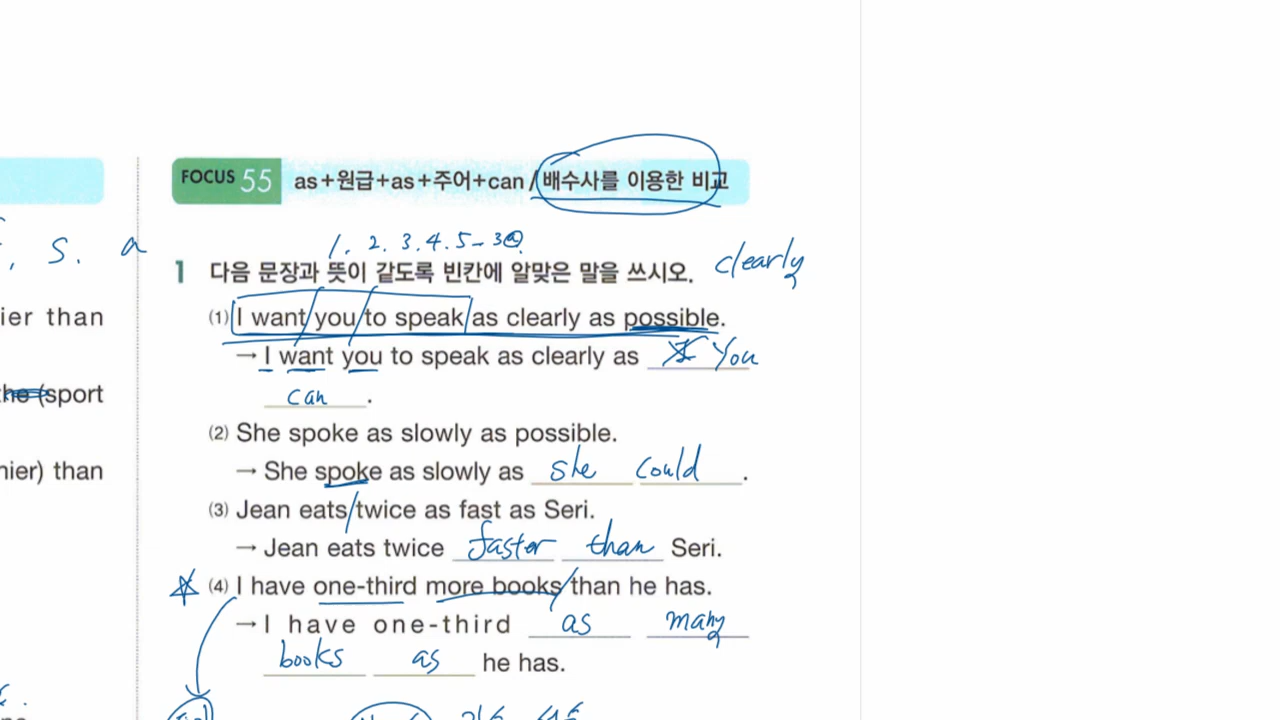 FOCUS 55 as+원급+as+주어+can / 배수사를 이용한 비교
s. a
1. 2. 3. 4. 5 - 3@.
1 다음 문장과 뜻이 같도록 빈칸에 알맞은 말을 쓰시오. clearly
ier than
(1) I want you to speak as clearly as possible.
→ I want you to speak as clearly as You
can .
(sport
(2) She spoke as slowly as possible.
nier) than
→ She spoke as slowly as she could .
(3) Jean eats twice as fast as Seri.
→ Jean eats twice faster than Seri.
(4) I have one-third more books than he has.
→ I have one-third as many
books as he has.